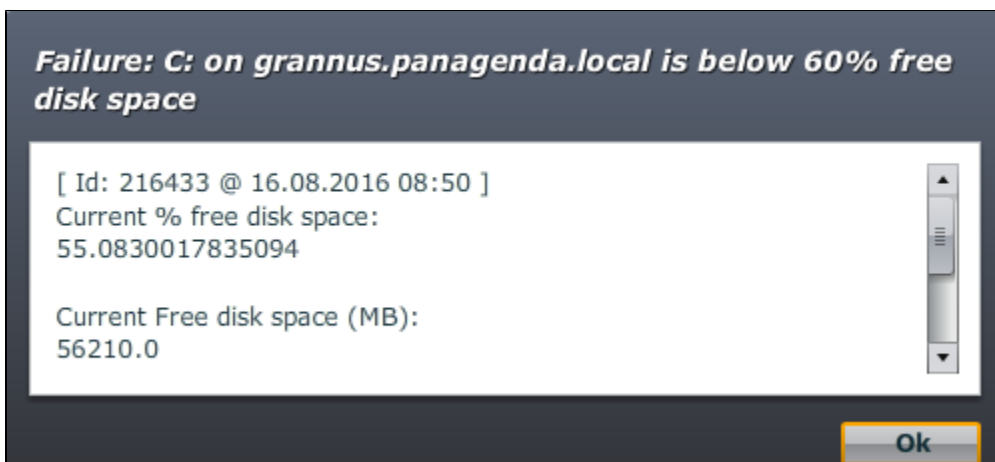 Failure: C: on grannus.panagenda.local is below 60% free
disk space
[ Id: 216433 @ 16.08.2016 08:50 ]
Current % free disk space:
55.0830017835094
Current Free disk space (MB):
56210.0
Ok